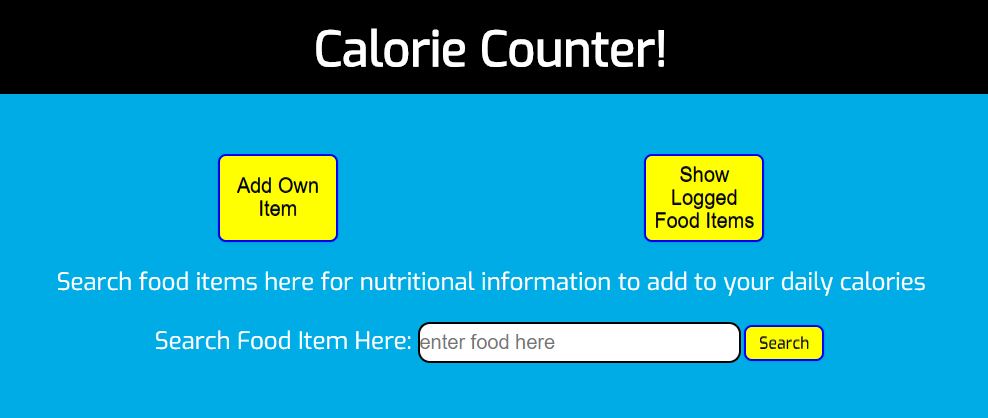 Calorie Counter!
Add Own
Item
Show
Logged
Food Items
Search food items here for nutritional information to add to your daily calories
Search Food Item Here: enter food here Search